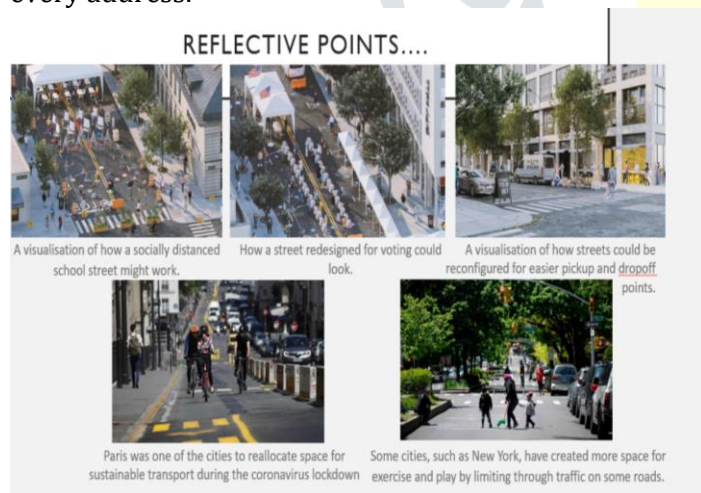 every address.
REFLECTIVE POINTS....
A visualisation of how a socially distanced
school street might work.
How a street redesigned for voting could
look.
A visualisation of how streets could be
reconfigured for easier pickup and dropoff
points.
Paris was one of the cities to reallocate space for
sustainable transport during the coronavirus lockdown
Some cities, such as New York, have created more space for
exercise and play by limiting through traffic on some roads.